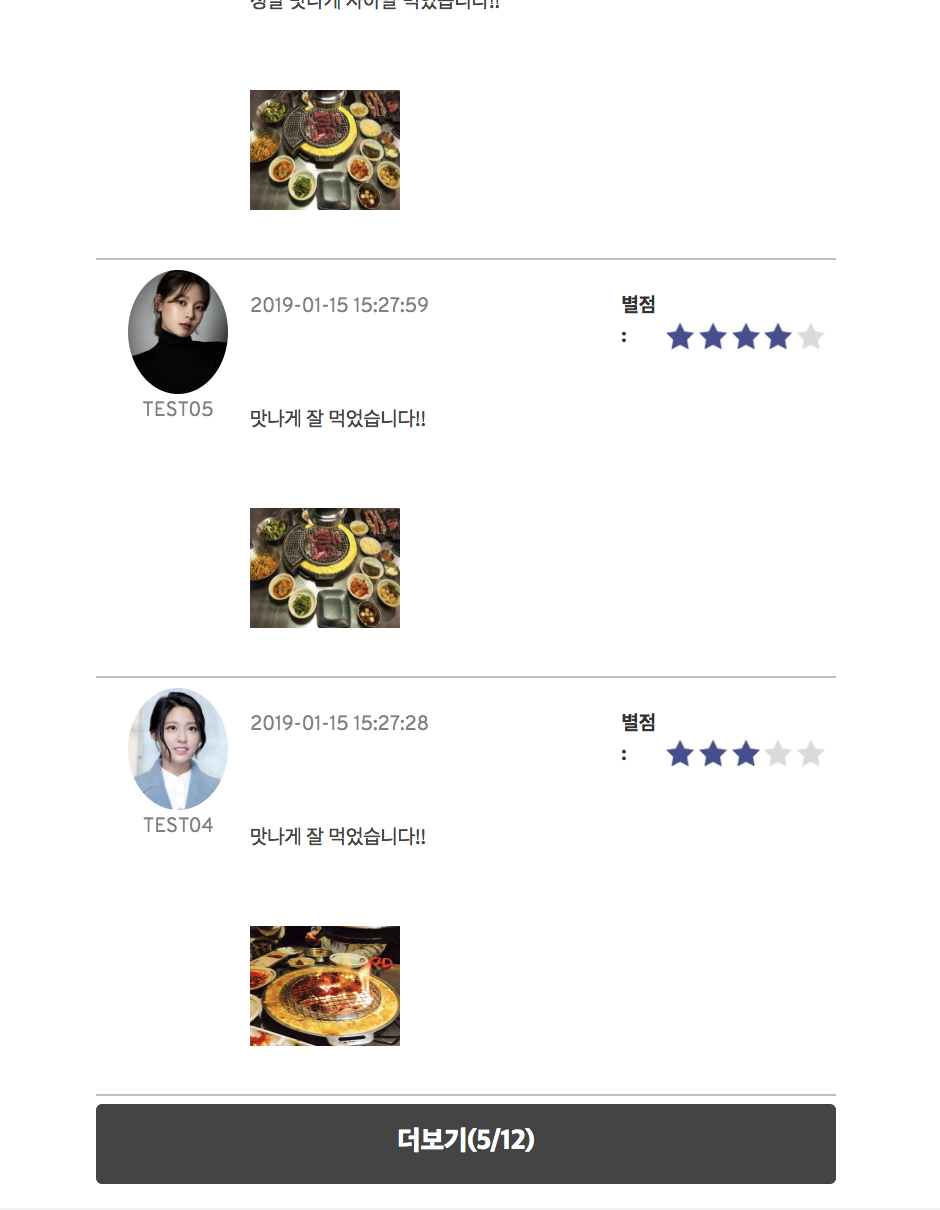 2019-01-15 15:27:59
별점
:
TEST05
맛나게 잘 먹었습니다!!
2019-01-15 15:27:28
별점
:
TEST04
맛나게 잘 먹었습니다!!
더보기(5/12)